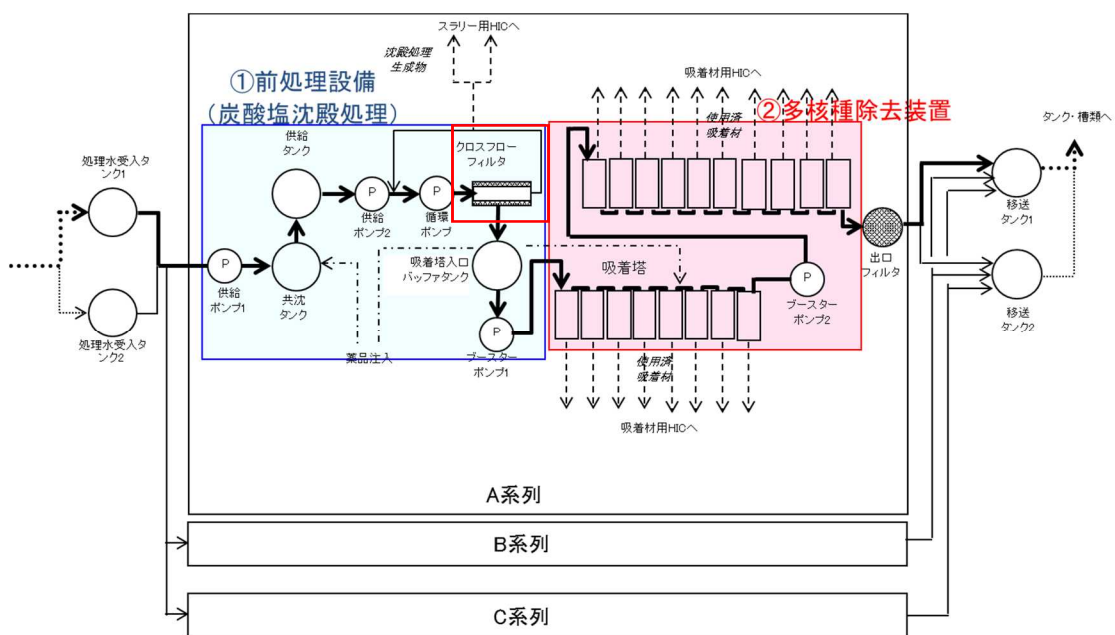 スラリー用HICへ
沈殿処理
生成物
①前処理設備
(炭酸塩沈殿処理)
吸着材用HICへ
②多核種除去装置
使用済
吸着材
タンク・槽類へ
処理水受入タ
ンク1
供給
タンク
クロスフロー
フィルタ
P
供給
ポンプ2
P
循環
ポンプ
移送
タンク1
P
供給
ポンプ1
共沈
タンク
吸着塔入口
バッファタンク
吸着塔
P
ブースター
ポンプ2
出口
フィルタ
処理水受入タ
ンク2
移送
タンク2
薬品注入
P
ブースター
ポンプ1
使用済
吸着材
吸着材用HICへ
A系列
B系列
C系列